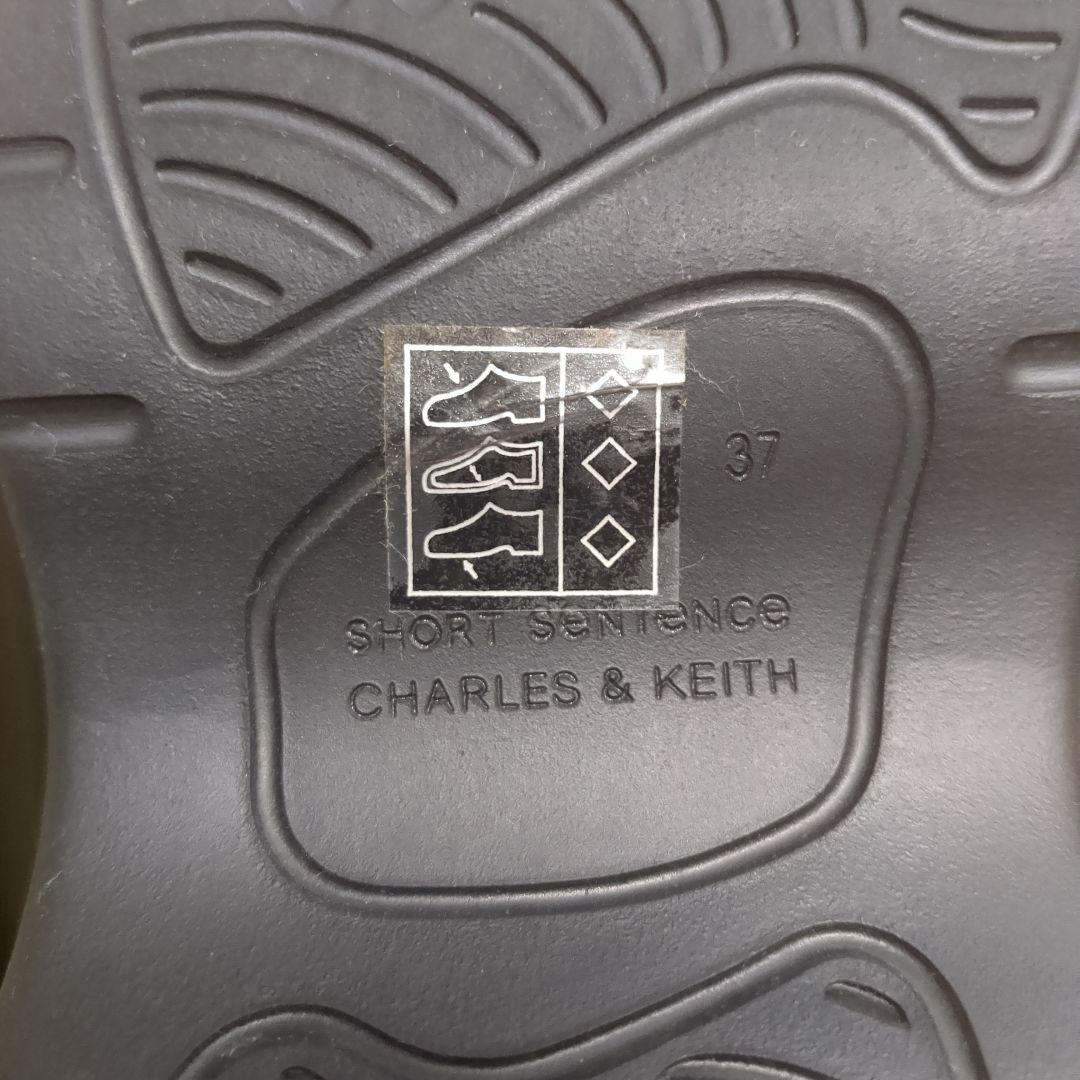 37
SHORT SeNTeNCe
CHARLES & KEITH